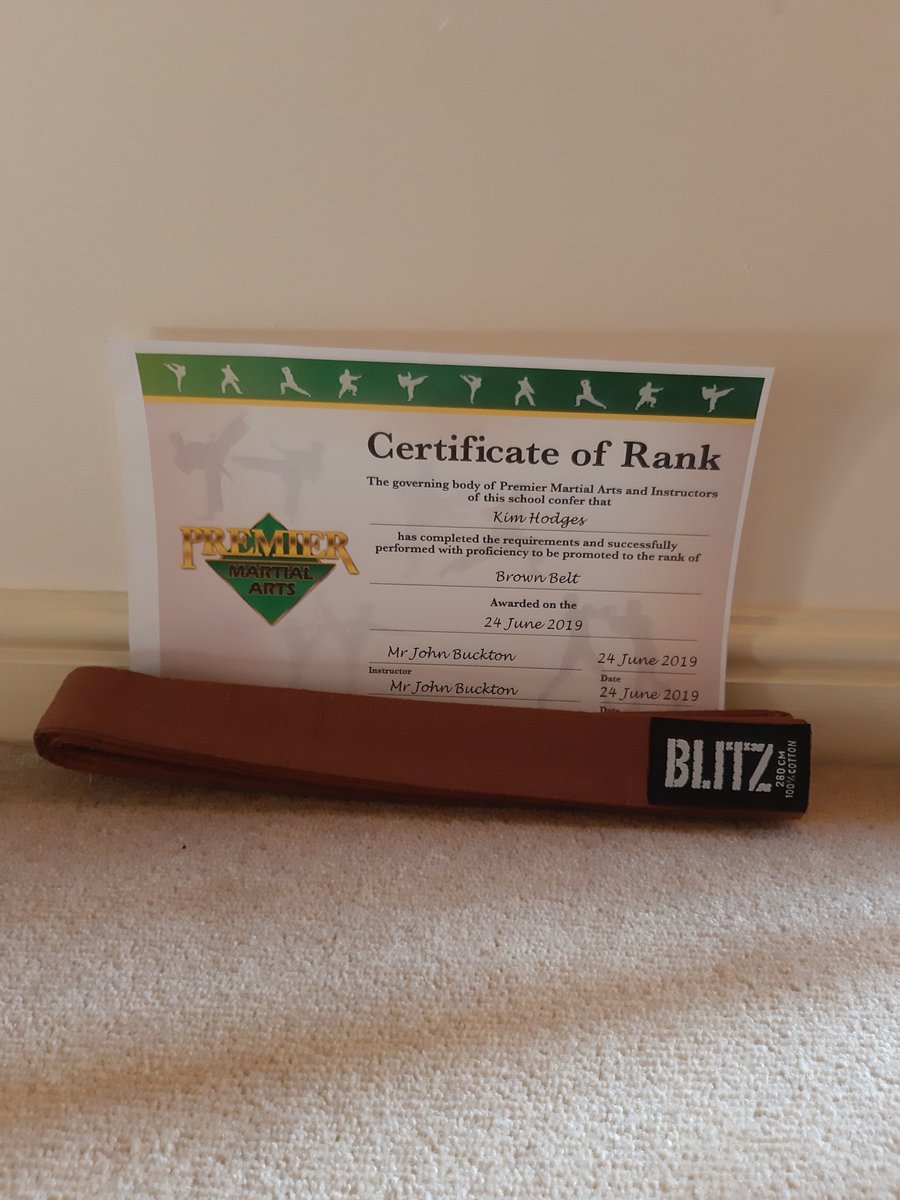 Certificate of Rank
The governing body of Premier Martial Arts and Instructors
of this school confer that
Kim Hodges
has completed the requirements and successfully
performed with proficiency to be promoted to the rank of
Brown Belt
Awarded on the
24 June 2019
Mr John Buckton 24 June 2019
Instructor Date
Mr John Buckton 24 June 2019
Date
PREMIER
MARTIAL
ARTS
BLITZ
280 CM
100% COTTON